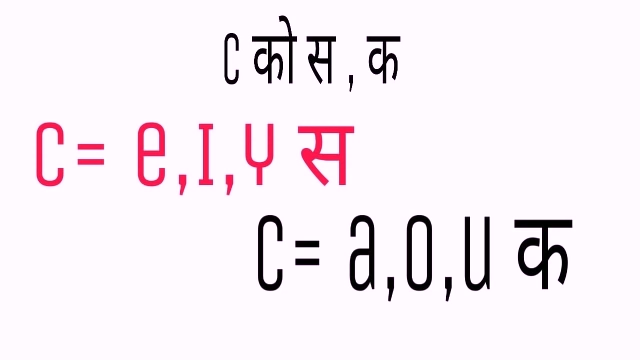 C को स , क
C = e,I,Y स
C = a,O,U क